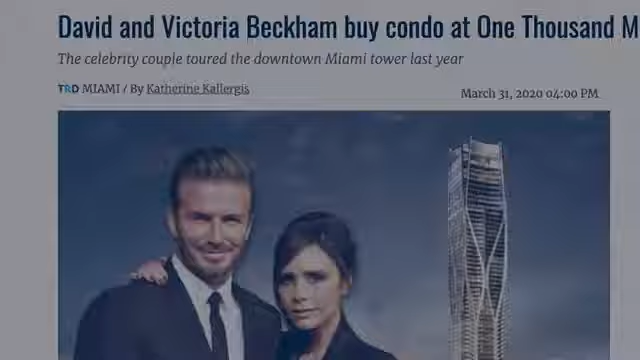 David and Victoria Beckham buy condo at One Thousand M
The celebrity couple toured the downtown Miami tower last year
TRD MIAMI / By Katherine Kallergis
March 31, 2020 04:00 PM